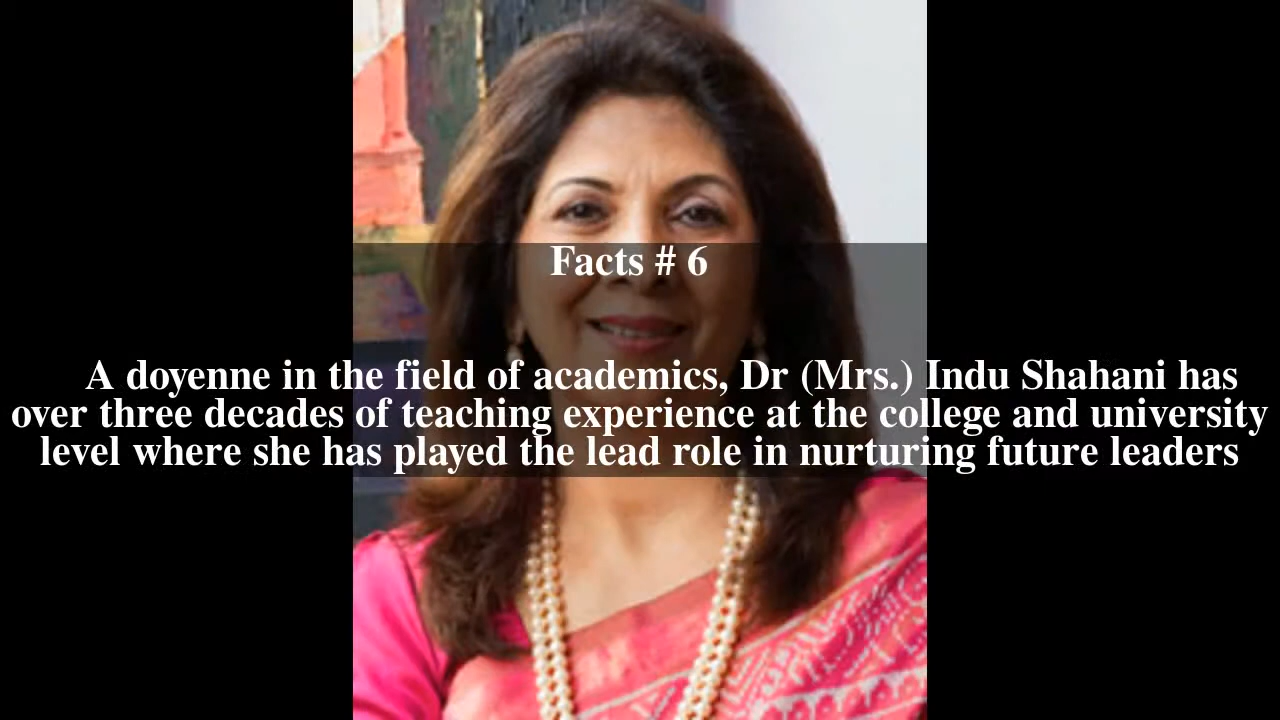 Facts # 6
A doyenne in the field of academics, Dr (Mrs.) Indu Shahani has
over three decades of teaching experience at the college and university
level where she has played the lead role in nurturing future leaders